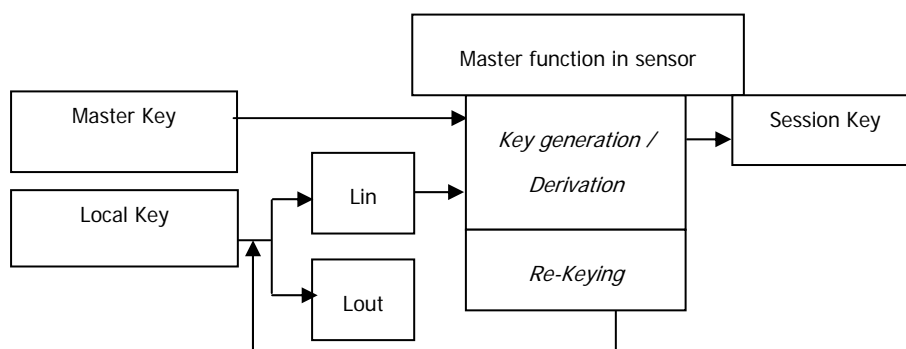 Master function in sensor
Master Key
Key generation /
Derivation
Session Key
Local Key
Lin
Lout
Re-Keying